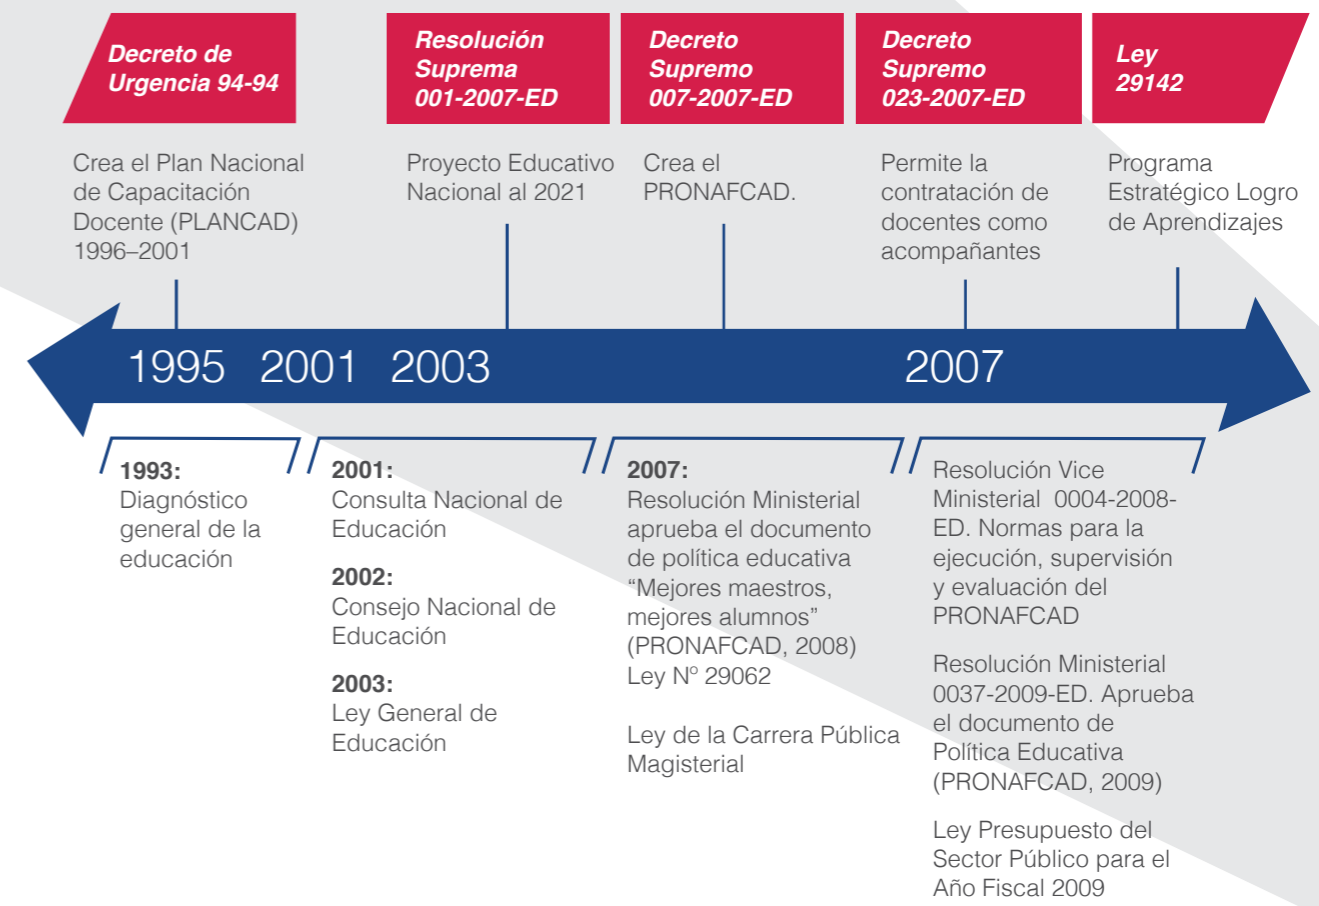 Decreto de
Urgencia 94-94
Crea el Plan Nacional
de Capacitación
Docente (PLANCAD)
1996–2001
Resolución
Suprema
001-2007-ED
Proyecto Educativo
Nacional al 2021
Decreto
Supremo
007-2007-ED
Crea el
PRONAFCAD.
Decreto
Supremo
023-2007-ED
Permite la
contratación de
docentes como
acompañantes
Ley
29142
Programa
Estratégico Logro
de Aprendizajes
1995 2001 2003 2007
1993:
Diagnóstico
general de la
educación
2001:
Consulta Nacional de
Educación
2002:
Consejo Nacional de
Educación
2003:
Ley General de
Educación
2007:
Resolución Ministerial
aprueba el documento
de política educativa
“Mejores maestros,
mejores alumnos”
(PRONAFCAD, 2008)
Ley Nº 29062
Ley de la Carrera Pública
Magisterial
Resolución Vice
Ministerial 0004-2008-
ED. Normas para la
ejecución, supervisión
y evaluación del
PRONAFCAD
Resolución Ministerial
0037-2009-ED. Aprueba
el documento de
Política Educativa
(PRONAFCAD, 2009)
Ley Presupuesto del
Sector Público para el
Año Fiscal 2009